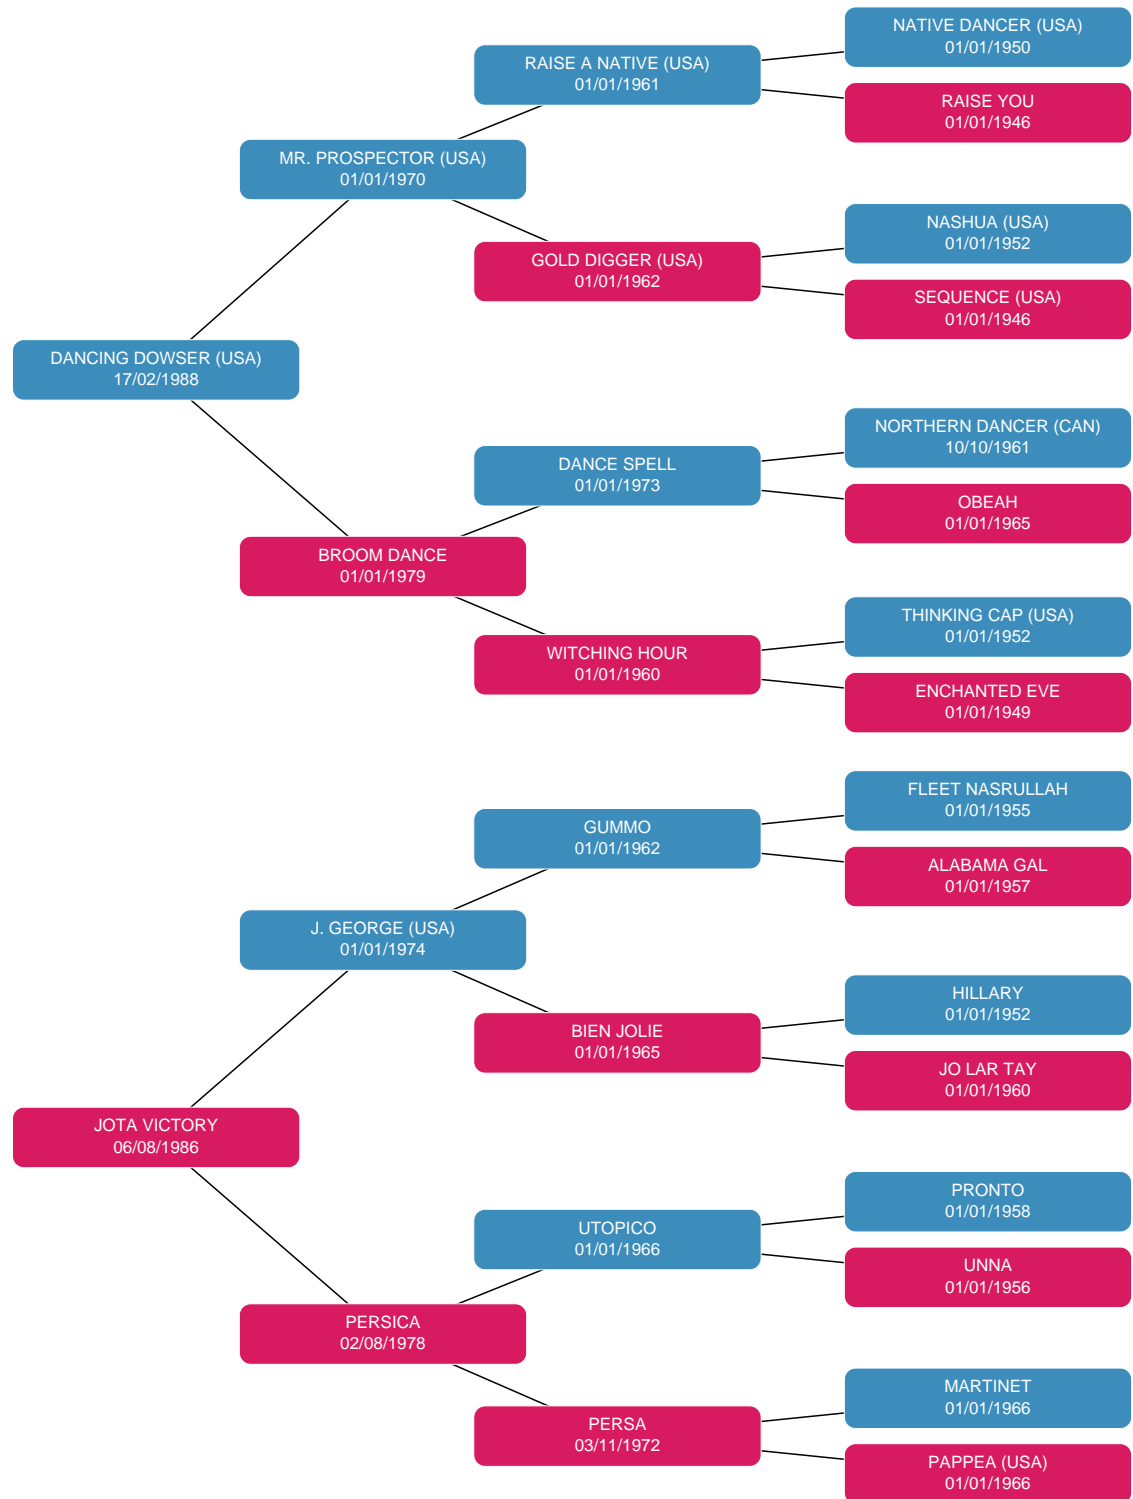 NATIVE DANCER (USA)
01/01/1950
RAISE A NATIVE (USA)
01/01/1961
RAISE YOU
01/01/1946
MR. PROSPECTOR (USA)
01/01/1970
NASHUA (USA)
01/01/1952
GOLD DIGGER (USA)
01/01/1962
SEQUENCE (USA)
01/01/1946
DANCING DOWSER (USA)
17/02/1988
NORTHERN DANCER (CAN)
10/10/1961
DANCE SPELL
01/01/1973
OBEAH
01/01/1965
BROOM DANCE
01/01/1979
THINKING CAP (USA)
01/01/1952
WITCHING HOUR
01/01/1960
ENCHANTED EVE
01/01/1949
FLEET NASRULLAH
01/01/1955
GUMMO
01/01/1962
ALABAMA GAL
01/01/1957
J. GEORGE (USA)
01/01/1974
HILLARY
01/01/1952
BIEN JOLIE
01/01/1965
JO LAR TAY
01/01/1960
JOTA VICTORY
06/08/1986
PRONTO
01/01/1958
UTOPICO
01/01/1966
UNNA
01/01/1956
PERSICA
02/08/1978
MARTINET
01/01/1966
PERSA
03/11/1972
PAPPEA (USA)
01/01/1966